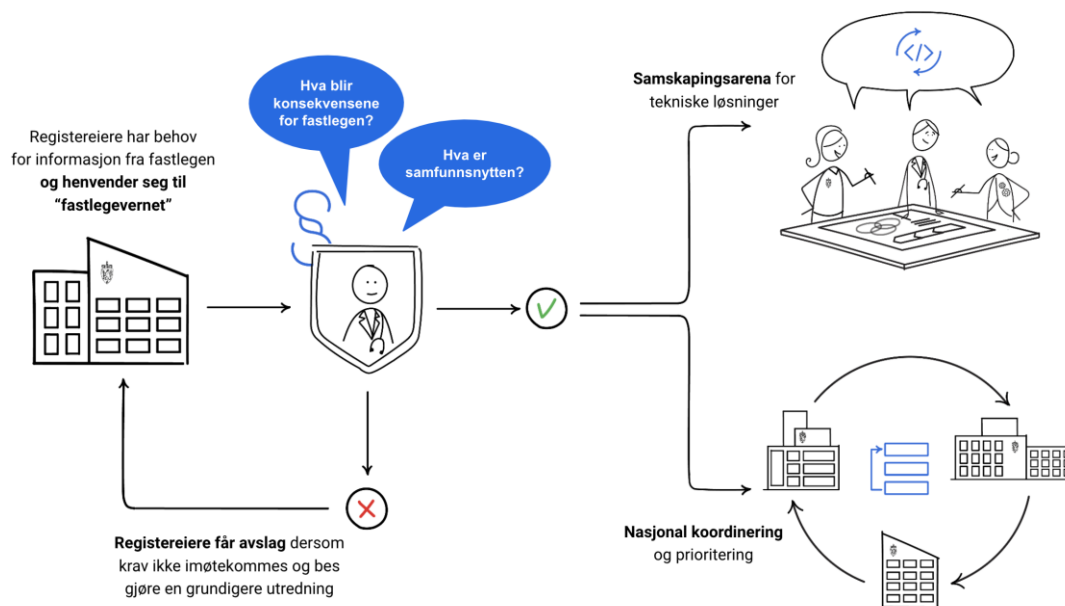 Registereiere har behov
for informasjon fra fastlegen
og henvender seg til
“fastlegevernet”
Hva blir
konsekvensene
for fastlegen?
Hva er
samfunnsnytten?
§
Samskapingsarena for
tekniske løsninger
</>
Registereiere får avslag dersom
krav ikke imøtekommes og bes
gjøre en grundigere utredning
Nasjonal koordinering
og prioritering